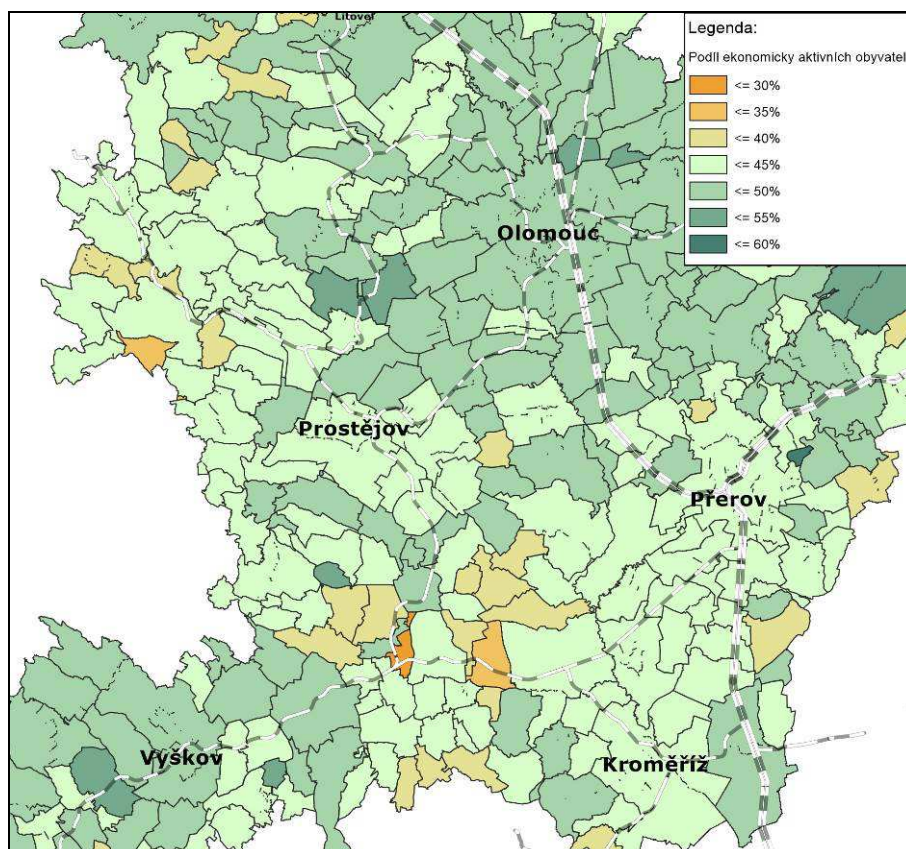 Litovel
Legenda:
Podíl ekonomicky aktivních obyvatel
<= 30%
<= 35%
<= 40%
<= 45%
<= 50%
<= 55%
<= 60%
Olomouc
Prostějov
Přerov
Vyškov
Kroměříž